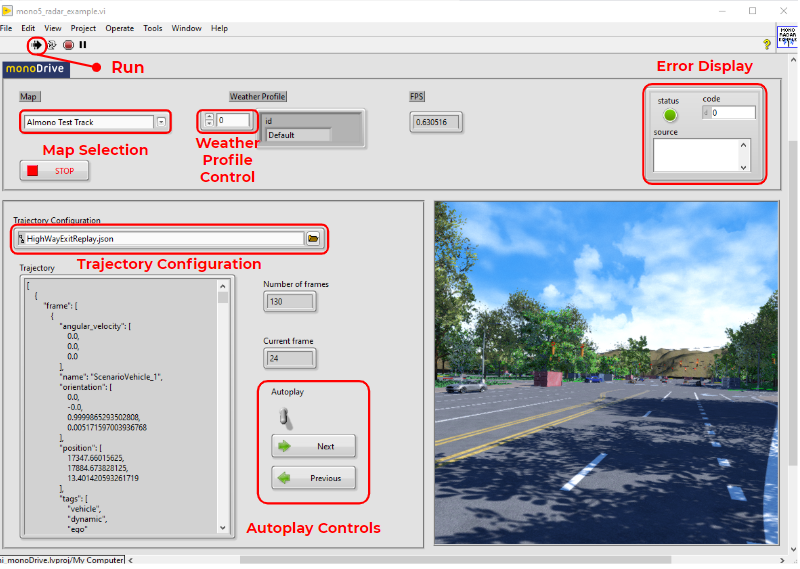 mono5_radar_example.vi
File Edit View Project Operate Tools Window Help
Run
monoDrive
Map
Almono Test Track
Map Selection
STOP
Weather Profile
0
id
Default
Weather
Profile
Control
FPS
0.630516
Error Display
status
code
0
source
Trajectory Configuration
HighWayExitReplay.json
Trajectory Configuration
Trajectory
[
{
"frame": [
{
"angular_velocity": [
0.0,
0.0,
0.0
],
"name": "ScenarioVehicle_1",
"orientation": [
0.0,
-0.0,
0.9999865293502808,
0.005171597003936768
],
"position": [
17347.66015625,
17884.673828125,
13.401420593261719
],
"tags": [
"vehicle",
"dynamic",
"ego"
Number of frames
130
Current frame
24
Autoplay
Next
Previous
Autoplay Controls
ni_monoDrive.lvproj/My Computer